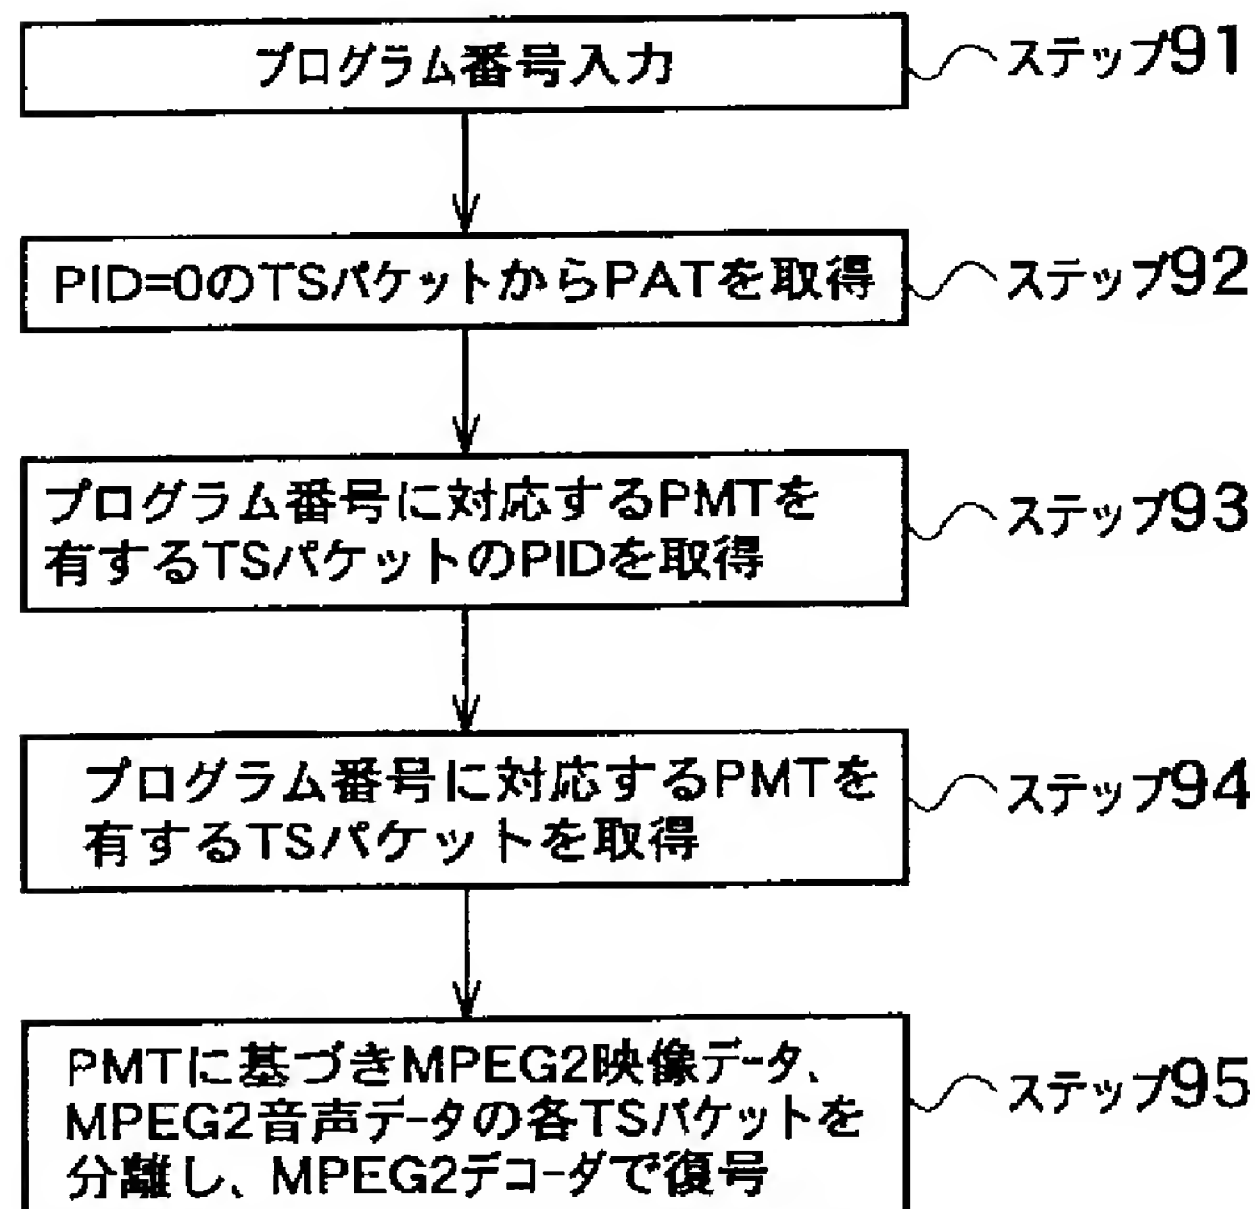 プログラム番号入力
ステップ91
PID=0のTSパケットからPATを取得
ステップ92
プログラム番号に対応するPMTを
有するTSパケットのPIDを取得
ステップ93
プログラム番号に対応するPMTを
有するTSパケットを取得
ステップ94
PMTに基づきMPEG2映像データ、
MPEG2音声データの各TSパケットを
分離し、MPEG2デコーダで復号
ステップ95